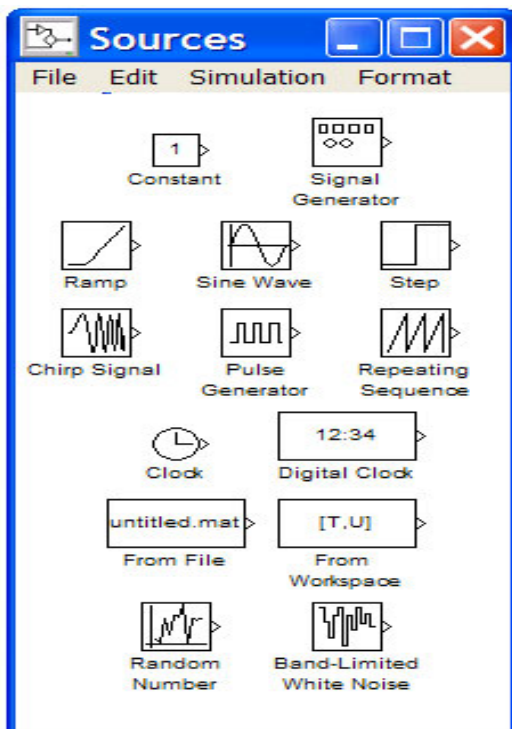 Sources
File Edit Simulation Format
1
Constant
Signal
Generator
Ramp
Sine Wave
Step
Chirp Signal
Pulse
Generator
Repeating
Sequence
Clock
12:34
Digital Clock
untitled.mat
From File
[T,U]
From
Workspace
Random
Number
Band-Limited
White Noise